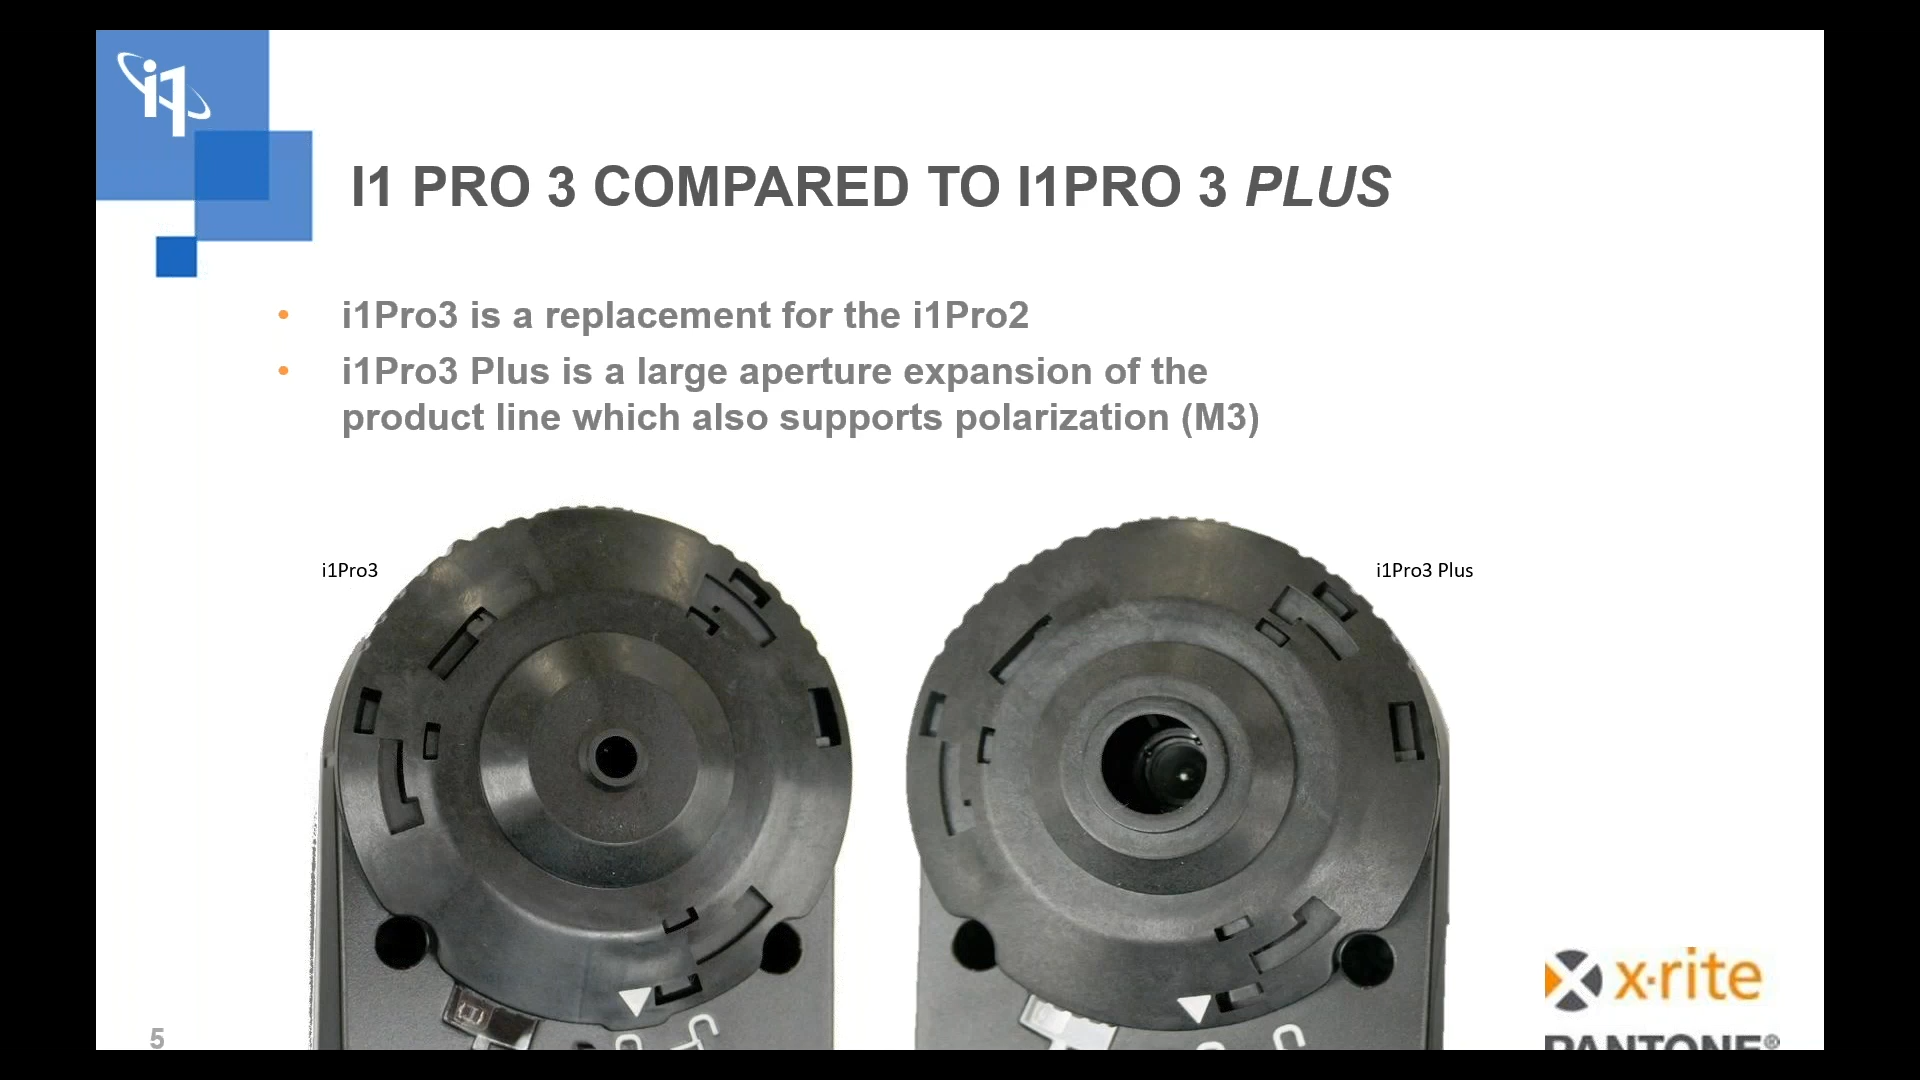 i1
I1 PRO 3 COMPARED TO I1PRO 3 PLUS
• i1Pro3 is a replacement for the i1Pro2
• i1Pro3 Plus is a large aperture expansion of the
product line which also supports polarization (M3)
i1Pro3
i1Pro3 Plus
x·rite
PANTONE®
5